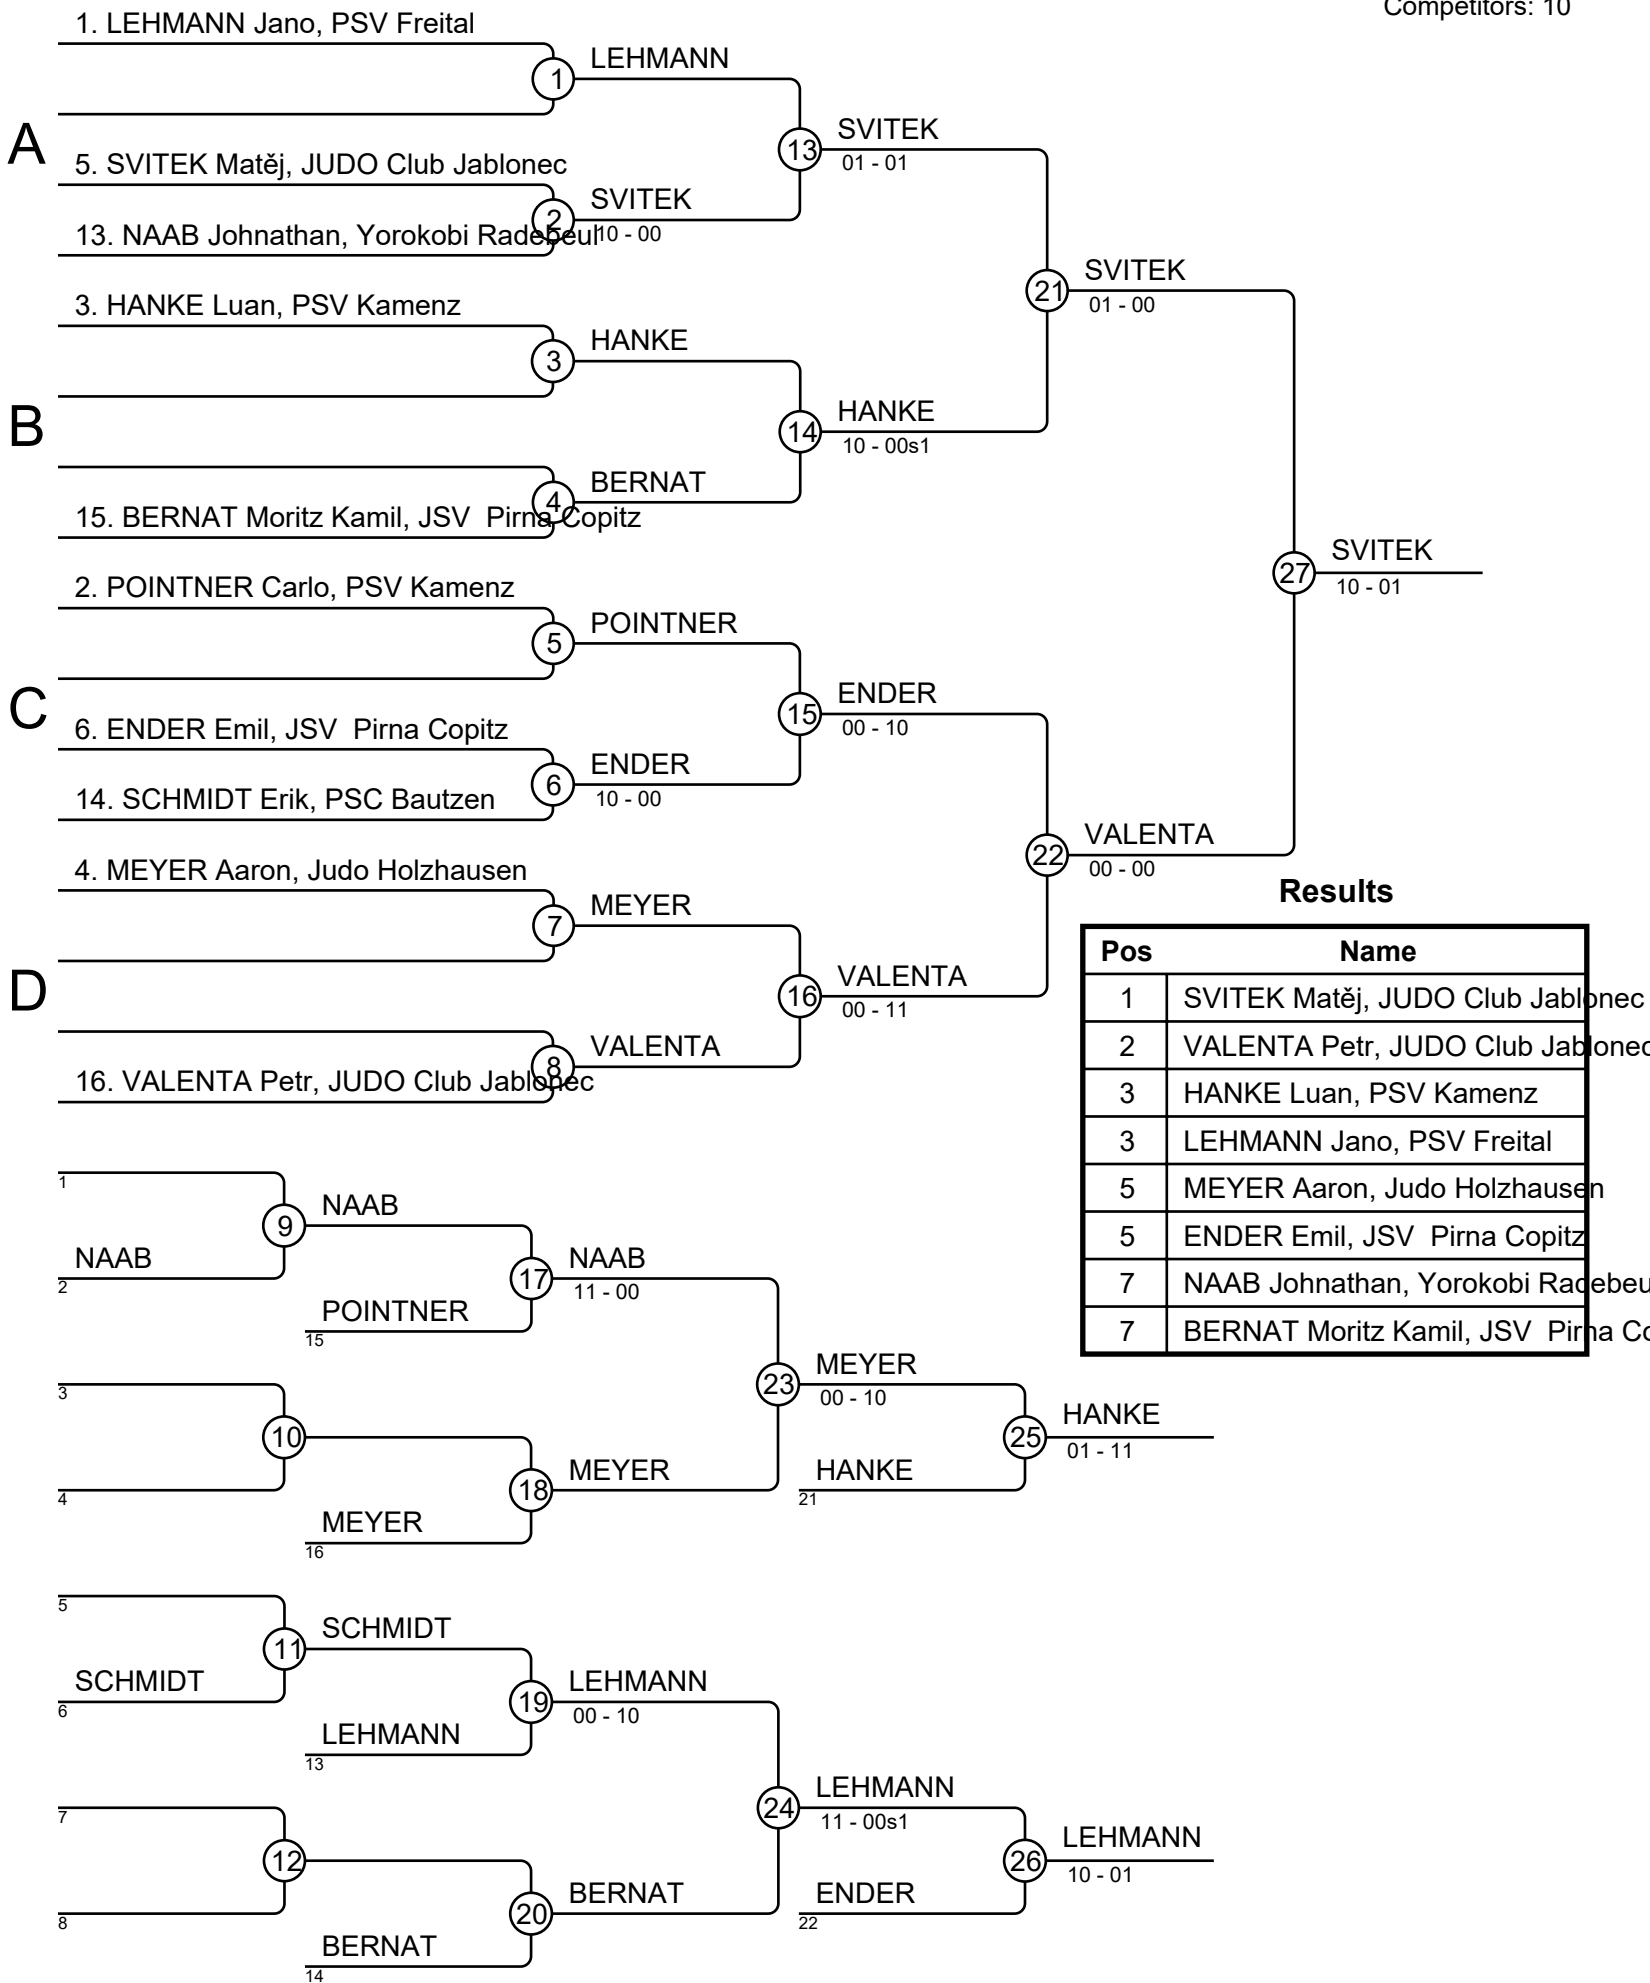 Competitors: 10
1. LEHMANN Jano, PSV Freital
1 LEHMANN
A
5. SVITEK Matěj, JUDO Club Jablonec
2 SVITEK
10 - 00
13. NAAB Johnathan, Yorokobi Radebeul
13 SVITEK
01 - 01
3. HANKE Luan, PSV Kamenz
3 HANKE
B
14 HANKE
10 - 00s1
4 BERNAT
15. BERNAT Moritz Kamil, JSV  Pirna Copitz
21 SVITEK
01 - 00
2. POINTNER Carlo, PSV Kamenz
5 POINTNER
C
15 ENDER
00 - 10
6. ENDER Emil, JSV  Pirna Copitz
6 ENDER
10 - 00
14. SCHMIDT Erik, PSC Bautzen
4. MEYER Aaron, Judo Holzhausen
7 MEYER
D
16 VALENTA
00 - 11
8 VALENTA
16. VALENTA Petr, JUDO Club Jablonec
22 VALENTA
00 - 00
27 SVITEK
10 - 01
Results
Pos Name
1 SVITEK Matěj, JUDO Club Jablonec
2 VALENTA Petr, JUDO Club Jablonec
3 HANKE Luan, PSV Kamenz
3 LEHMANN Jano, PSV Freital
5 MEYER Aaron, Judo Holzhausen
5 ENDER Emil, JSV  Pirna Copitz
7 NAAB Johnathan, Yorokobi Radebeu
7 BERNAT Moritz Kamil, JSV  Pirna Co
1
9 NAAB
NAAB
2
17 NAAB
11 - 00
POINTNER
15
3
10
4
18 MEYER
MEYER
16
23 MEYER
00 - 10
HANKE
21
25 HANKE
01 - 11
5
11 SCHMIDT
SCHMIDT
6
19 LEHMANN
00 - 10
LEHMANN
13
7
12
8
20 BERNAT
BERNAT
14
24 LEHMANN
11 - 00s1
ENDER
22
26 LEHMANN
10 - 01